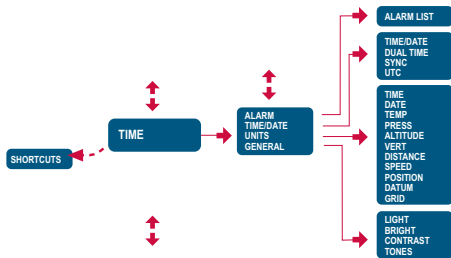 ALARM LIST
TIME/DATE
DUAL TIME
SYNC
UTC
TIME
DATE
TEMP
PRESS
ALTITUDE
VERT
DISTANCE
SPEED
POSITION
DATUM
GRID
LIGHT
BRIGHT
CONTRAST
TONES
ALARM
TIME/DATE
UNITS
GENERAL
TIME
SHORTCUTS